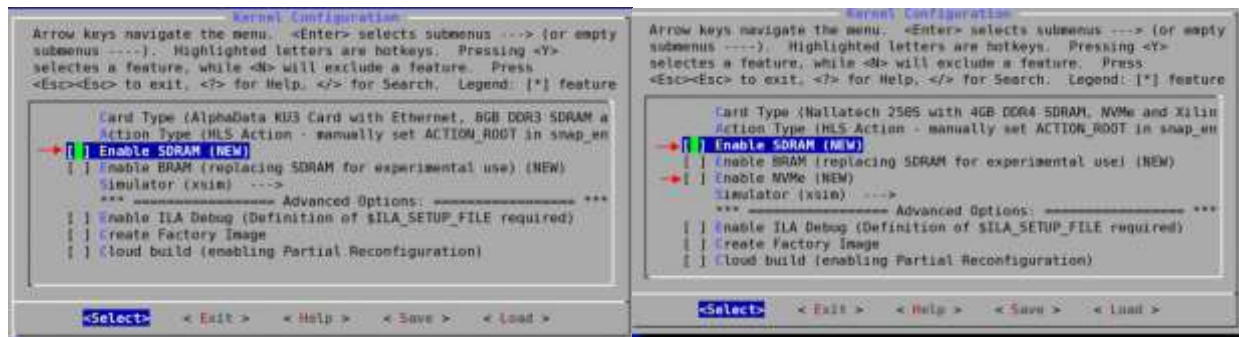 Kernel Configuration
Arrow keys navigate the menu. <Enter> selects submenus ---> (or empty
submenus ----). Highlighted letters are hotkeys. Pressing <Y>
selectes a feature, while <N> will exclude a feature. Press
<Esc><Esc> to exit, <?> for Help, </> for Search. Legend: [*] feature
Card Type (AlphaData KU3 Card with Ethernet, 8GB DDR3 SDRAM a
Action Type (HLS Action - manually set ACTION_ROOT in snap_en
[ ] Enable SDRAM (NEW)
[ ] Enable BRAM (replacing SDRAM for experimental use) (NEW)
Simulator (xsim) --->
*** ================= Advanced Options: ================= ***
[ ] Enable ILA Debug (Definition of $ILA_SETUP_FILE required)
[ ] Create Factory Image
[ ] Cloud build (enabling Partial Reconfiguration)
<Select> < Exit > < Help > < Save > < Load >
Kernel Configuration
Arrow keys navigate the menu. <Enter> selects submenus ---> (or empty
submenus ----). Highlighted letters are hotkeys. Pressing <Y>
selectes a feature, while <N> will exclude a feature. Press
<Esc><Esc> to exit, <?> for Help, </> for Search. Legend: [*] feature
Card Type (Nallatech 250S with 4GB DDR4 SDRAM, NVMe and Xilin
Action Type (HLS Action - manually set ACTION_ROOT in snap_en
[ ] Enable SDRAM (NEW)
[ ] Enable BRAM (replacing SDRAM for experimental use) (NEW)
[ ] Enable NVMe (NEW)
Simulator (xsim) --->
*** ================= Advanced Options: ================= ***
[ ] Enable ILA Debug (Definition of $ILA_SETUP_FILE required)
[ ] Create Factory Image
[ ] Cloud build (enabling Partial Reconfiguration)
<Select> < Exit > < Help > < Save > < Load >